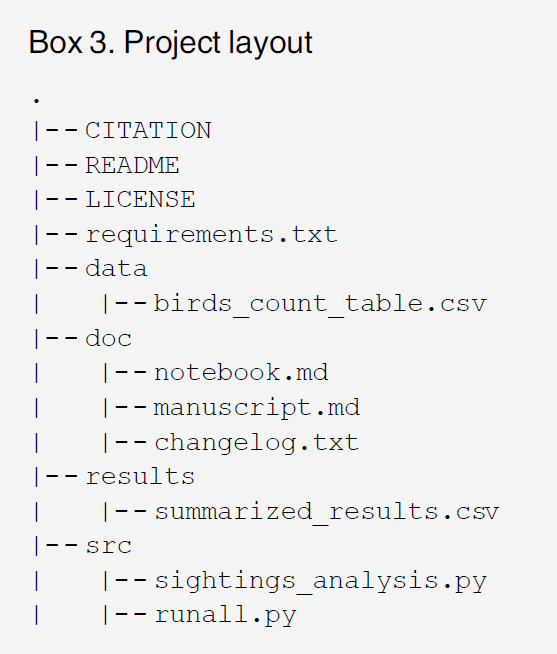 Box 3. Project layout
.
|-- CITATION
|-- README
|-- LICENSE
|-- requirements.txt
|-- data
|   |-- birds_count_table.csv
|-- doc
|   |-- notebook.md
|   |-- manuscript.md
|   |-- changelog.txt
|-- results
|   |-- summarized_results.csv
|-- src
|   |-- sightings_analysis.py
|   |-- runall.py